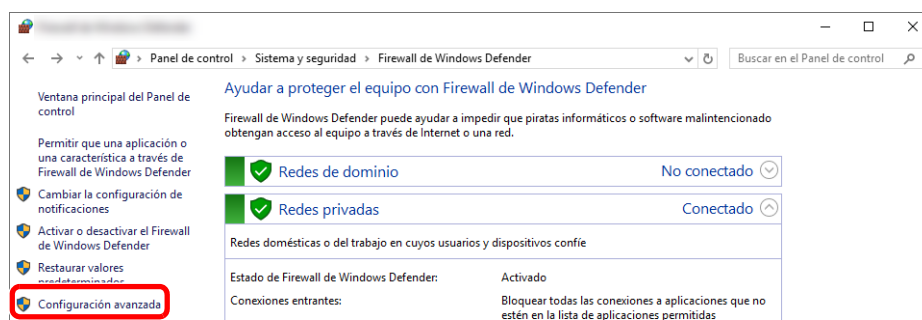 Panel de control > Sistema y seguridad > Firewall de Windows Defender
Buscar en el Panel de control
Ventana principal del Panel de
control
Permitir que una aplicación o
una característica a través de
Firewall de Windows Defender
Cambiar la configuración de
notificaciones
Activar o desactivar el Firewall
de Windows Defender
Restaurar valores
predeterminados
Configuración avanzada
Ayudar a proteger el equipo con Firewall de Windows Defender
Firewall de Windows Defender puede ayudar a impedir que piratas informáticos o software malintencionado
obtengan acceso al equipo a través de Internet o una red.
Redes de dominio No conectado
Redes privadas Conectado
Redes domésticas o del trabajo en cuyos usuarios y dispositivos confíe
Estado de Firewall de Windows Defender: Activado
Conexiones entrantes: Bloquear todas las conexiones a aplicaciones que no
estén en la lista de aplicaciones permitidas